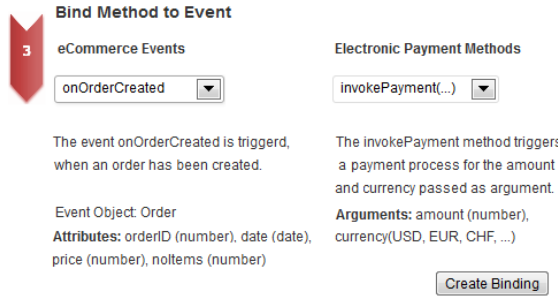 Bind Method to Event
3
eCommerce Events
Electronic Payment Methods
onOrderCreated
invokePayment(...)
The event onOrderCreated is triggerd,
when an order has been created.
The invokePayment method triggers
a payment process for the amount
and currency passed as argument.
Event Object: Order
Attributes: orderID (number), date (date),
price (number), noItems (number)
Arguments: amount (number),
currency(USD, EUR, CHF, ...)
Create Binding